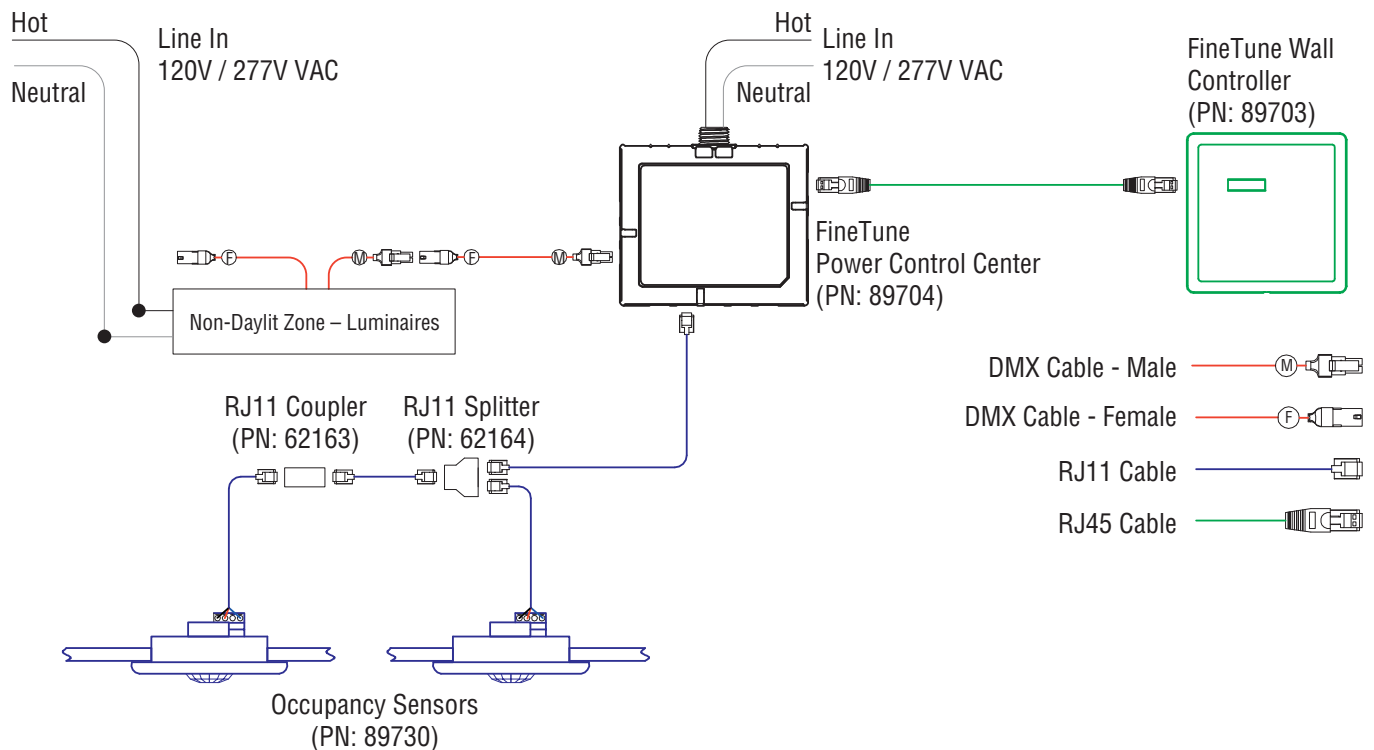 Hot
Line In
120V / 277V VAC
Neutral
Hot
Line In
120V / 277V VAC
Neutral
FineTune Wall
Controller
(PN: 89703)
FineTune
Power Control Center
(PN: 89704)
F
M
F
M
Non-Daylit Zone – Luminaires
RJ11 Coupler
(PN: 62163)
RJ11 Splitter
(PN: 62164)
DMX Cable - Male
M
DMX Cable - Female
F
RJ11 Cable
RJ45 Cable
Occupancy Sensors
(PN: 89730)